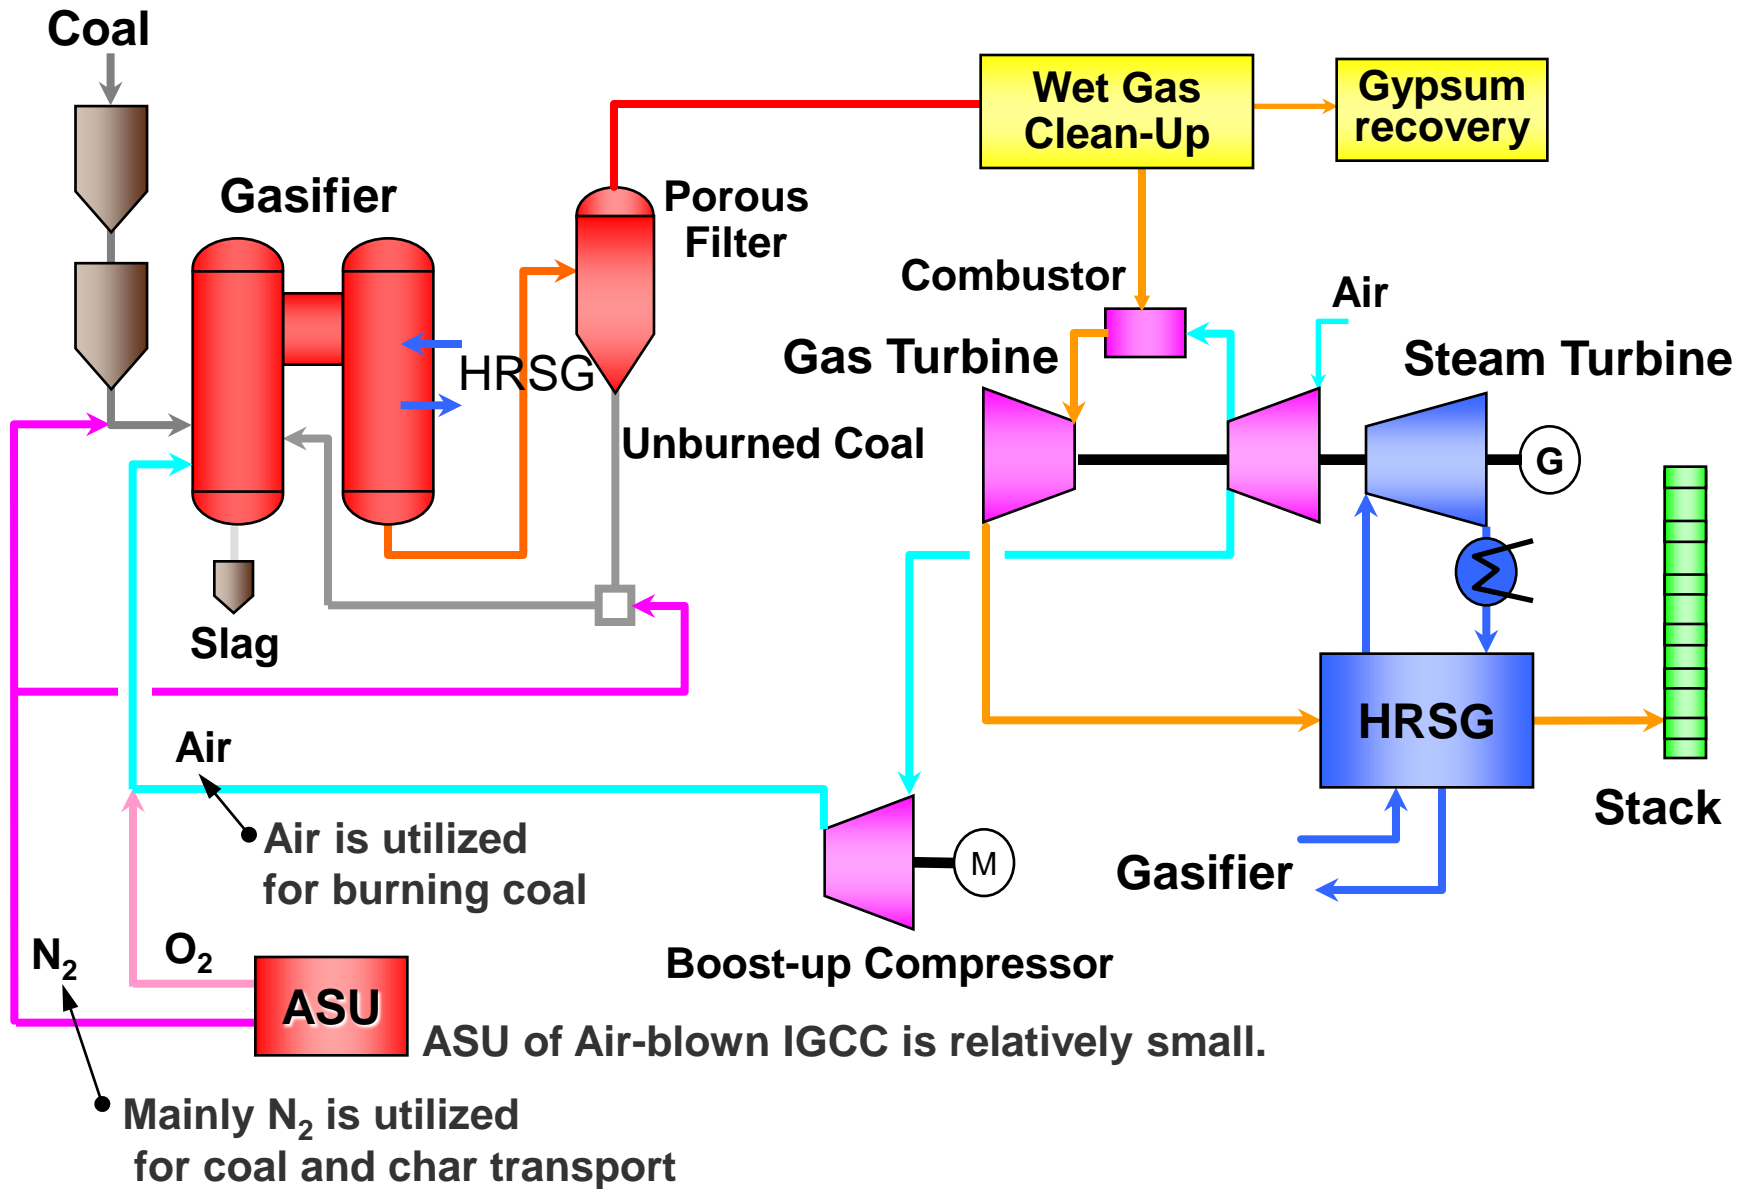 Coal
Wet Gas
Clean-Up
Gypsum
recovery
Gasifier
Porous
Filter
Combustor
Air
Gas Turbine
Steam Turbine
HRSG
Unburned Coal
G
Slag
HRSG
Air
Stack
Air is utilized
for burning coal
M
Gasifier
N₂
O₂
Boost-up Compressor
ASU
ASU of Air-blown IGCC is relatively small.
Mainly N₂ is utilized
for coal and char transport